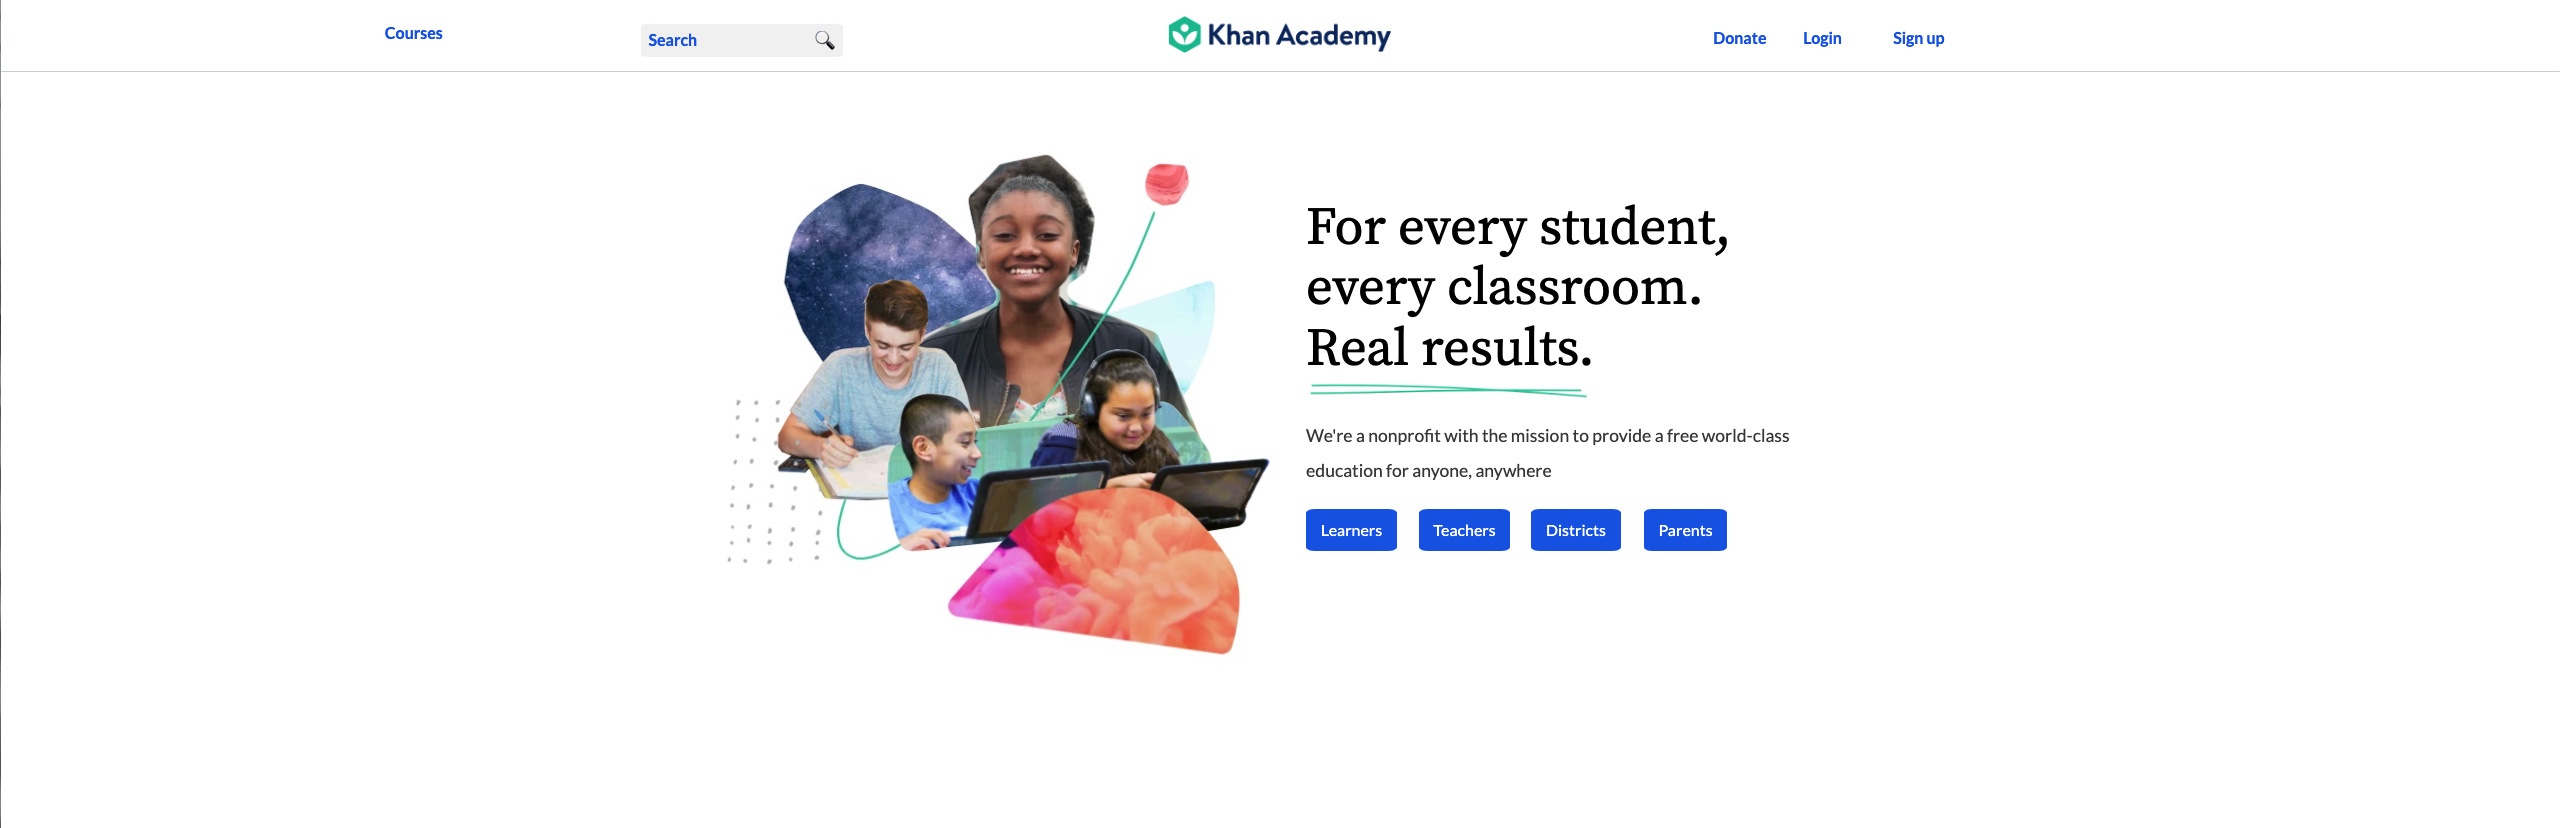 Courses
Search
Khan Academy
Donate
Login
Sign up
For every student,
every classroom.
Real results.
We're a nonprofit with the mission to provide a free world-class
education for anyone, anywhere
Learners
Teachers
Districts
Parents